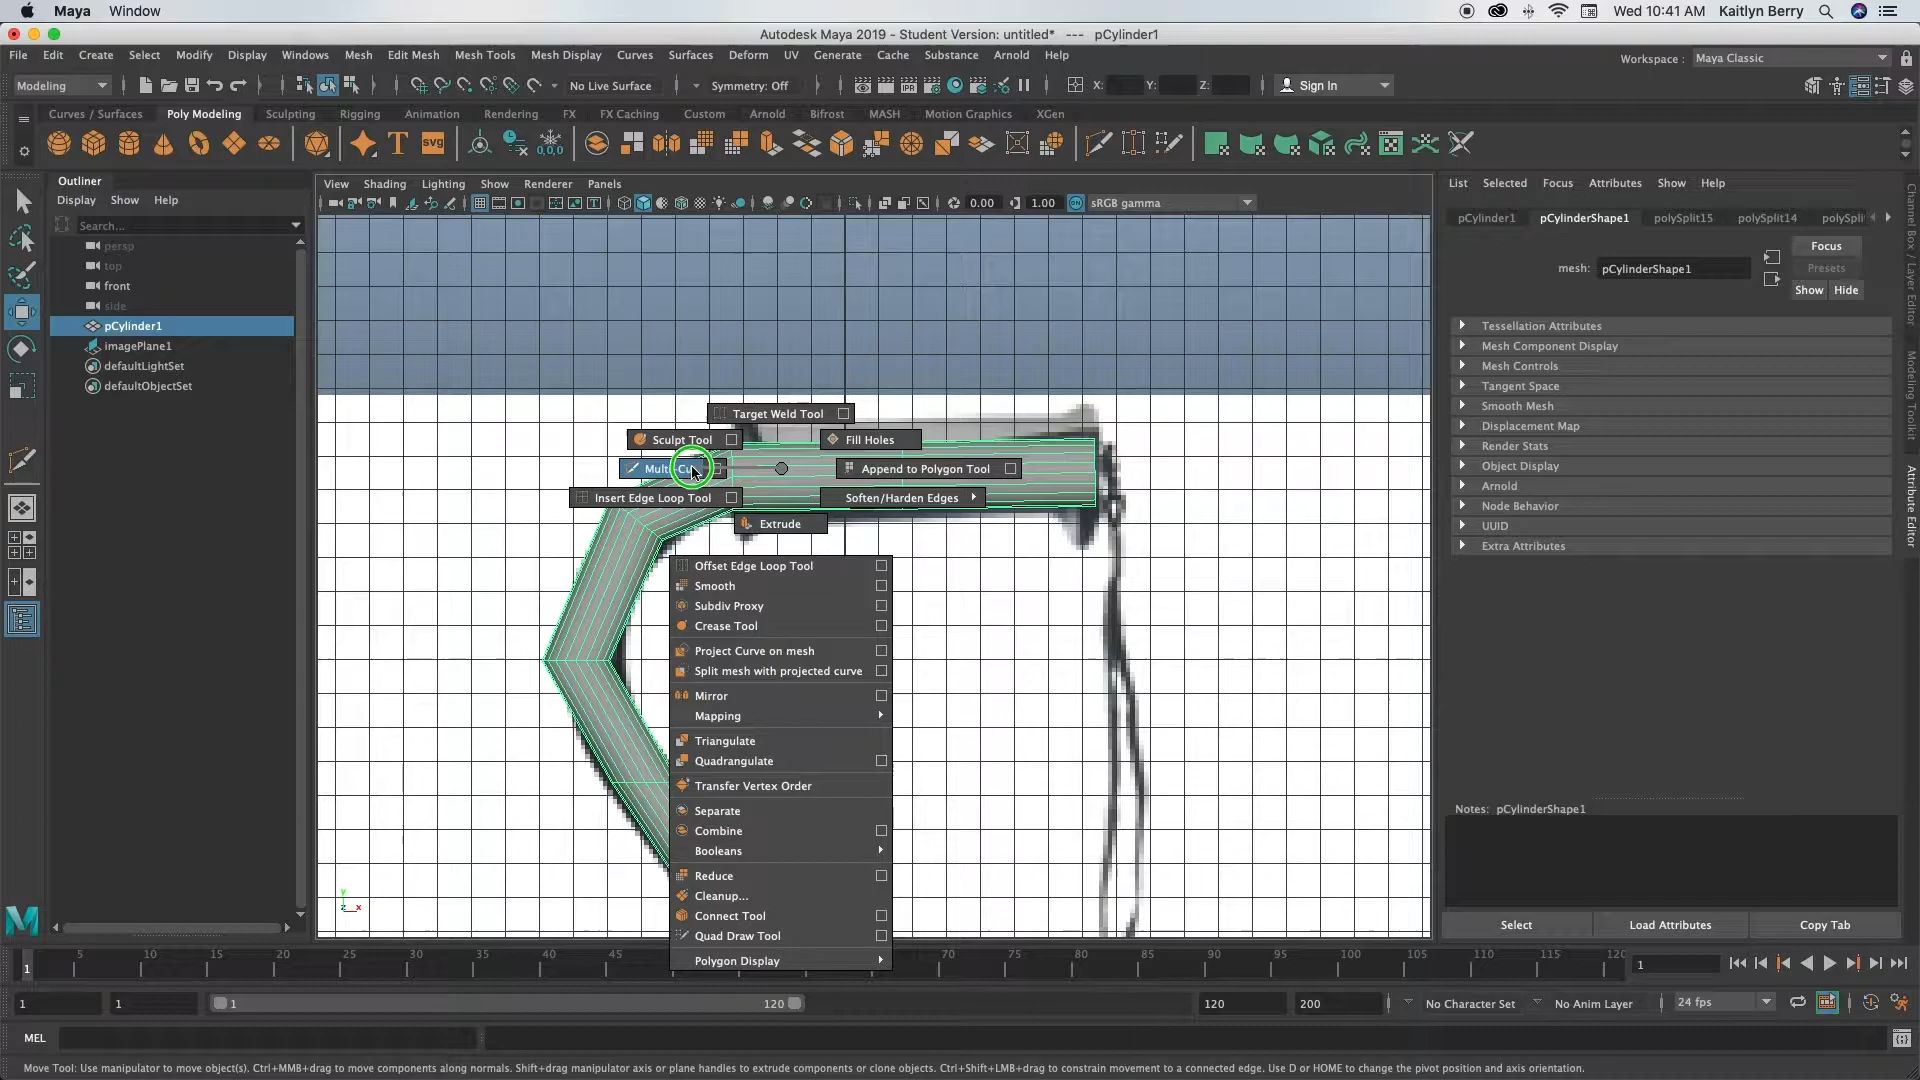 Maya Window
Wed 10:41 AM Kaitlyn Berry
Autodesk Maya 2019 - Student Version: untitled* --- pCylinder1
File Edit Create Select Modify Display Windows Mesh Edit Mesh Mesh Tools Mesh Display Curves Surfaces Deform UV Generate Cache Substance Arnold Help
Workspace : Maya Classic
Modeling No Live Surface Symmetry: Off X: Y: Z: Sign In
Curves / Surfaces Poly Modeling Sculpting Rigging Animation Rendering FX FX Caching Custom Arnold Bifrost MASH Motion Graphics XGen
SVG
0,0,0
Outliner
Display Show Help
Search...
persp
top
front
side
pCylinder1
imagePlane1
defaultLightSet
defaultObjectSet
View Shading Lighting Show Renderer Panels
0.00 1.00 sRGB gamma
Target Weld Tool
Sculpt Tool Fill Holes
Append to Polygon Tool
Insert Edge Loop Tool Soften/Harden Edges
Extrude
Offset Edge Loop Tool
Smooth
Subdiv Proxy
Crease Tool
Project Curve on mesh
Split mesh with projected curve
Mirror
Mapping
Triangulate
Quadrangulate
Transfer Vertex Order
Separate
Combine
Booleans
Reduce
Cleanup...
Connect Tool
Quad Draw Tool
Polygon Display
List Selected Focus Attributes Show Help
pCylinder1 pCylinderShape1 polySplit15 polySplit14
Focus
Presets
mesh: pCylinderShape1
Show Hide
Tessellation Attributes
Mesh Component Display
Mesh Controls
Tangent Space
Smooth Mesh
Displacement Map
Render Stats
Object Display
Arnold
Node Behavior
UUID
Extra Attributes
Notes: pCylinderShape1
Select Load Attributes Copy Tab
Channel Box / Layer Editor
Modeling Toolkit
Attribute Editor
1 5 10 15 20 25 30 35 40 45 70 75 80 85 90 95 100 105 110 115 1
1 1 1 120 120 200 No Character Set No Anim Layer 24 fps
MEL
Move Tool: Use manipulator to move object(s). Ctrl+MMB+drag to move components along normals. Shift+drag manipulator axis or plane handles to extrude components or clone objects. Ctrl+Shift+LMB+drag to constrain movement to a connected edge. Use D or HOME to change the pivot position and axis orientation.